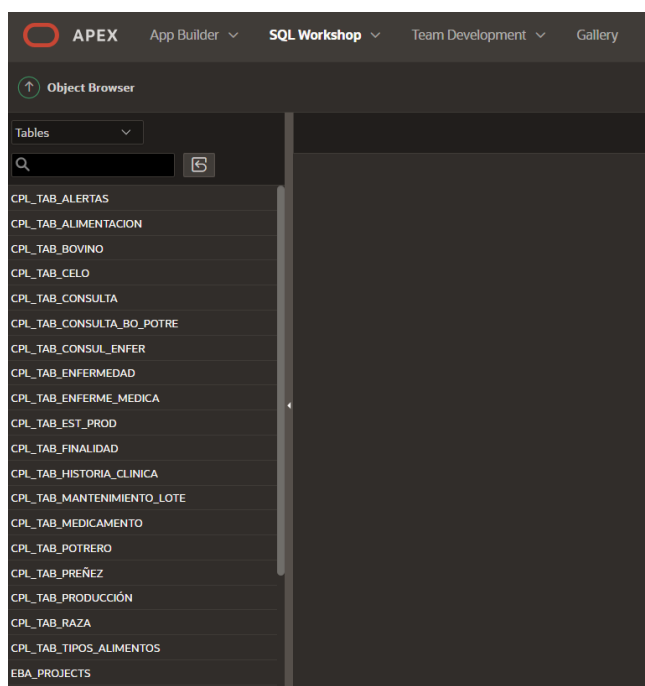 APEX App Builder SQL Workshop Team Development Gallery
Object Browser
Tables
CPL_TAB_ALERTAS
CPL_TAB_ALIMENTACION
CPL_TAB_BOVINO
CPL_TAB_CELO
CPL_TAB_CONSULTA
CPL_TAB_CONSULTA_BO_POTRE
CPL_TAB_CONSUL_ENFER
CPL_TAB_ENFERMEDAD
CPL_TAB_ENFERME_MEDICA
CPL_TAB_EST_PROD
CPL_TAB_FINALIDAD
CPL_TAB_HISTORIA_CLINICA
CPL_TAB_MANTENIMIENTO_LOTE
CPL_TAB_MEDICAMENTO
CPL_TAB_POTRERO
CPL_TAB_PREÑEZ
CPL_TAB_PRODUCCIÓN
CPL_TAB_RAZA
CPL_TAB_TIPOS_ALIMENTOS
EBA_PROJECTS